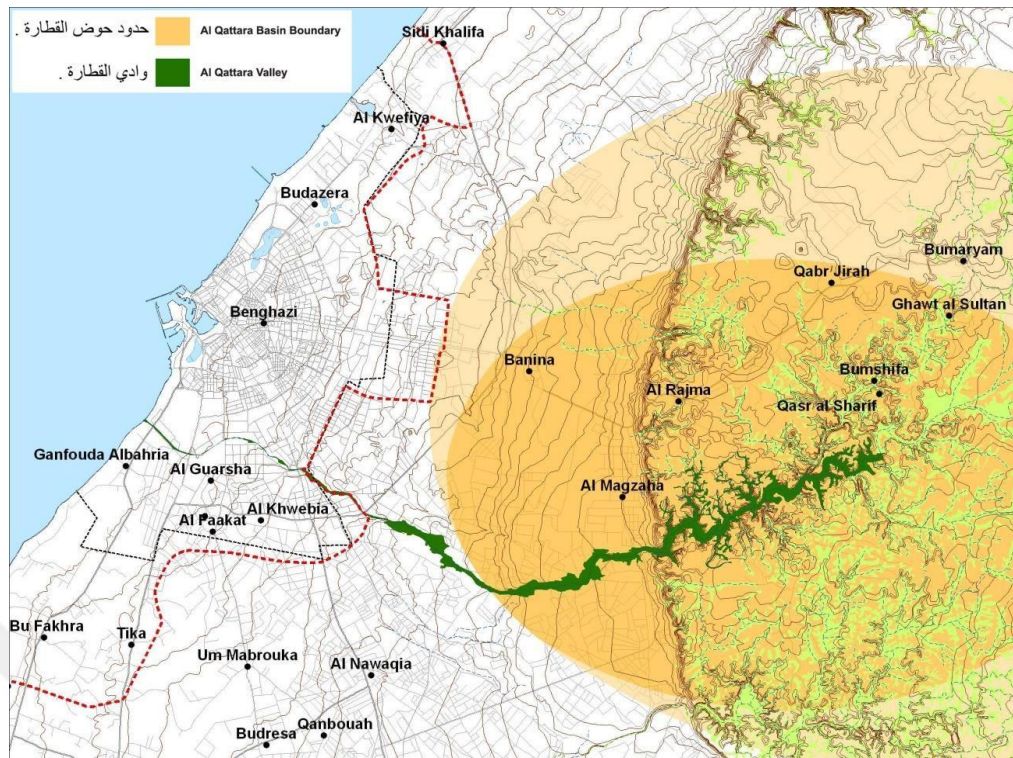 حدود حوض القطارة .
Al Qattara Basin Boundary
وادي القطارة .
Al Qattara Valley
Sidi Khalifa
Al Kwefiya
Budazera
Bumaryam
Qabr Jirah
Ghawt al Sultan
Benghazi
Banina
Bumshifa
Al Rajma
Qasr al Sharif
Ganfouda Albahria
Al Guarsha
Al Magzaha
Al Khwebia
Al Faakat
Bu Fakhra
Tika
Um Mabrouka
Al Nawaqia
Qanbouah
Budresa